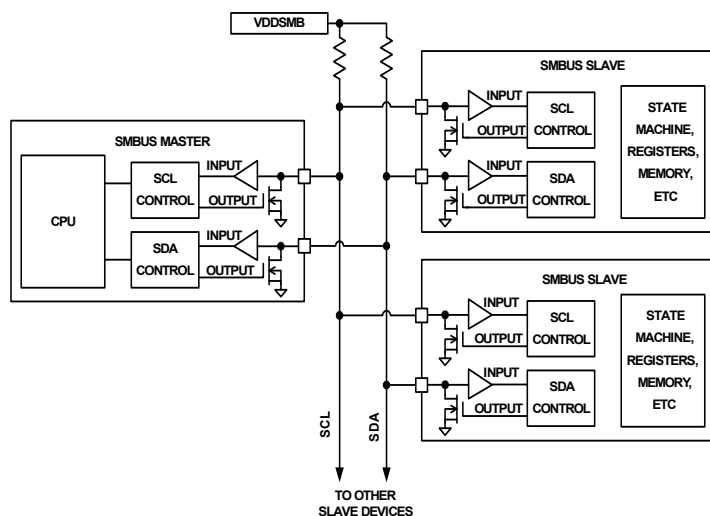 VDDSMB
SMBUS MASTER
CPU
SCL
CONTROL
INPUT
OUTPUT
SDA
CONTROL
INPUT
OUTPUT
SMBUS SLAVE
INPUT
OUTPUT
SCL
CONTROL
INPUT
OUTPUT
SDA
CONTROL
STATE
MACHINE,
REGISTERS,
MEMORY,
ETC
SMBUS SLAVE
INPUT
OUTPUT
SCL
CONTROL
INPUT
OUTPUT
SDA
CONTROL
STATE
MACHINE,
REGISTERS,
MEMORY,
ETC
SCL
SDA
TO OTHER
SLAVE DEVICES